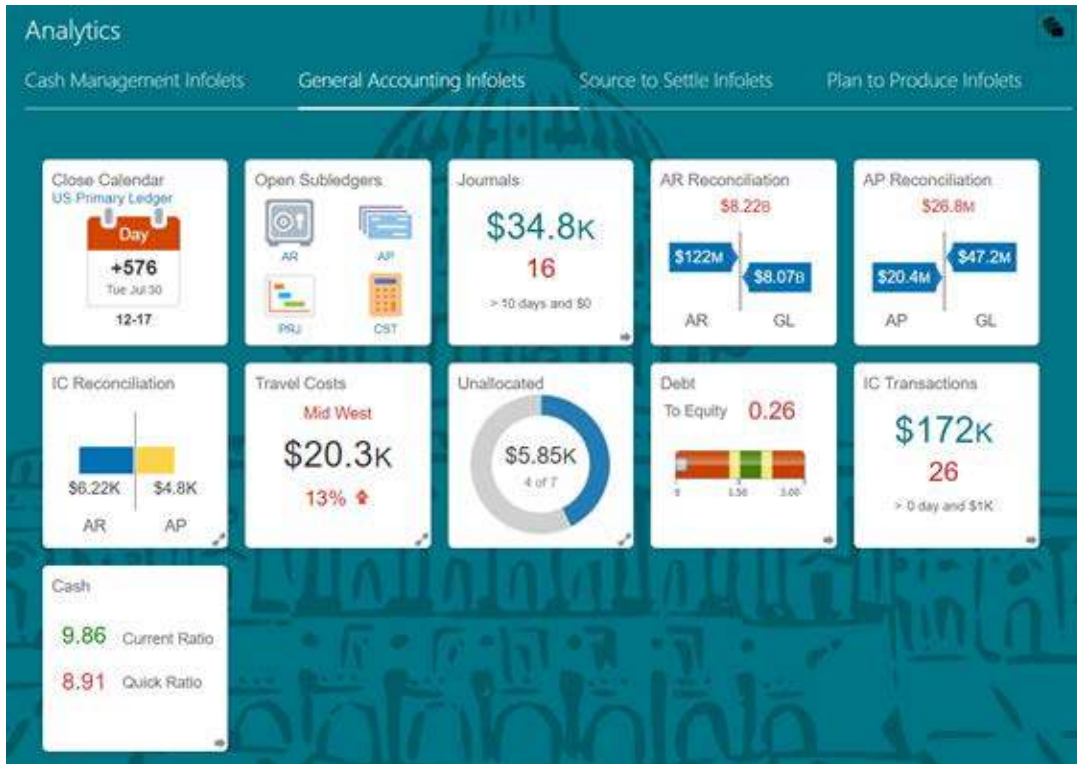 Analytics
Cash Management Infolets General Accounting Infolets Source to Settle Infolets Plan to Produce Infolets
Close Calendar
US Primary Ledger
Day
+576
Tue Jul 30
12-17
Open Subledgers
AR AP
PRJ CST
Journals
$34.8K
16
> 10 days and $0
AR Reconciliation
$8.22B
$122M
$8.07B
AR GL
AP Reconciliation
$26.8M
$47.2M
$20.4M
AP GL
IC Reconciliation
$6.22K $4.8K
AR AP
Travel Costs
Mid West
$20.3K
13%
Unallocated
$5.85K
4 of 7
Debt
To Equity 0.26
0 1.50 3.00
IC Transactions
$172K
26
> 0 day and $1K
Cash
9.86 Current Ratio
8.91 Quick Ratio